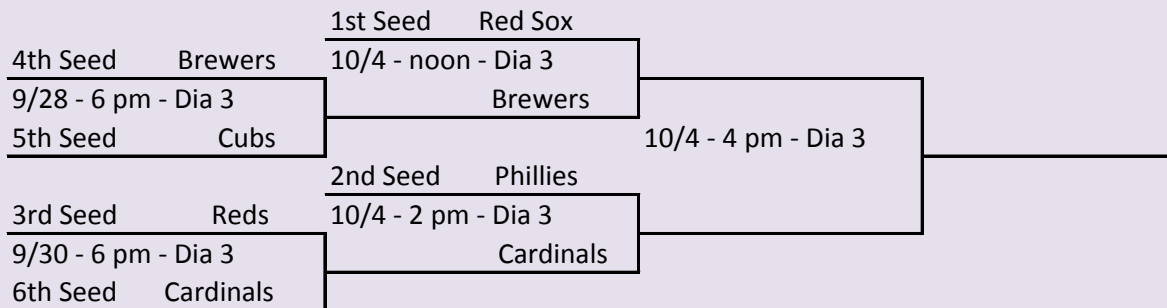 1st Seed Red Sox
4th Seed Brewers
10/4 - noon - Dia 3
9/28 - 6 pm - Dia 3
Brewers
5th Seed Cubs
10/4 - 4 pm - Dia 3
2nd Seed Phillies
3rd Seed Reds
10/4 - 2 pm - Dia 3
9/30 - 6 pm - Dia 3
Cardinals
6th Seed Cardinals